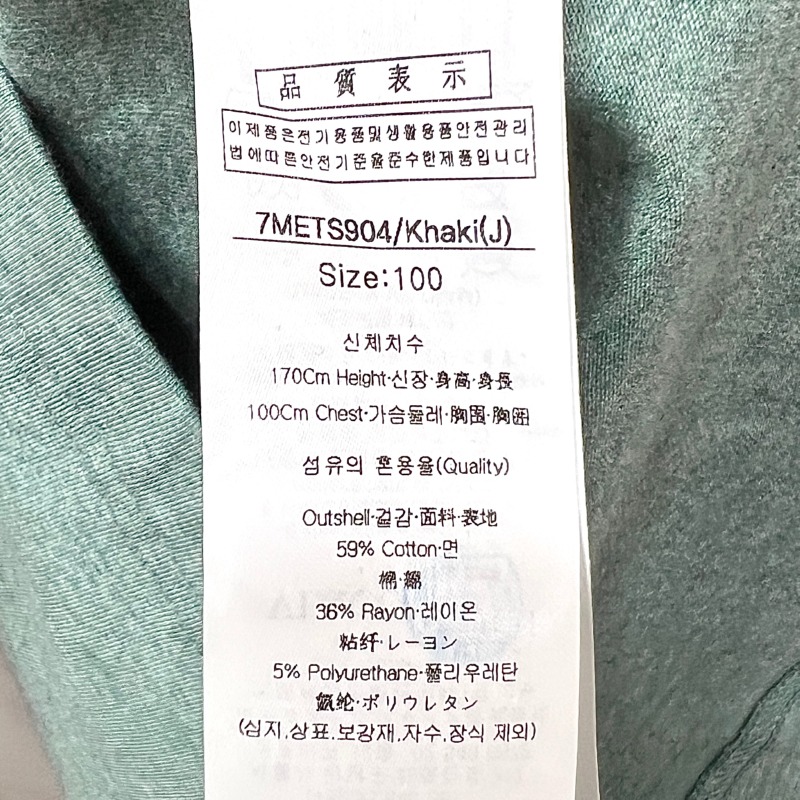 品質表示
이 제품은전기용품및생활용품안전관리
법에따른안전기준을준수한제품입니다
7METS904/Khaki(J)
Size:100
신체치수
170Cm Height·신장·身高·身長
100Cm Chest·가슴둘레·胸围·胸囲
섬유의 혼용율(Quality)
Outshell·겉감·面料·表地
59% Cotton·면
棉·綿
36% Rayon·레이온
粘纤·レーヨン
5% Polyurethane·폴리우레탄
氨纶·ポリウレタン
(심지.상표.보강재.자수.장식 제외)